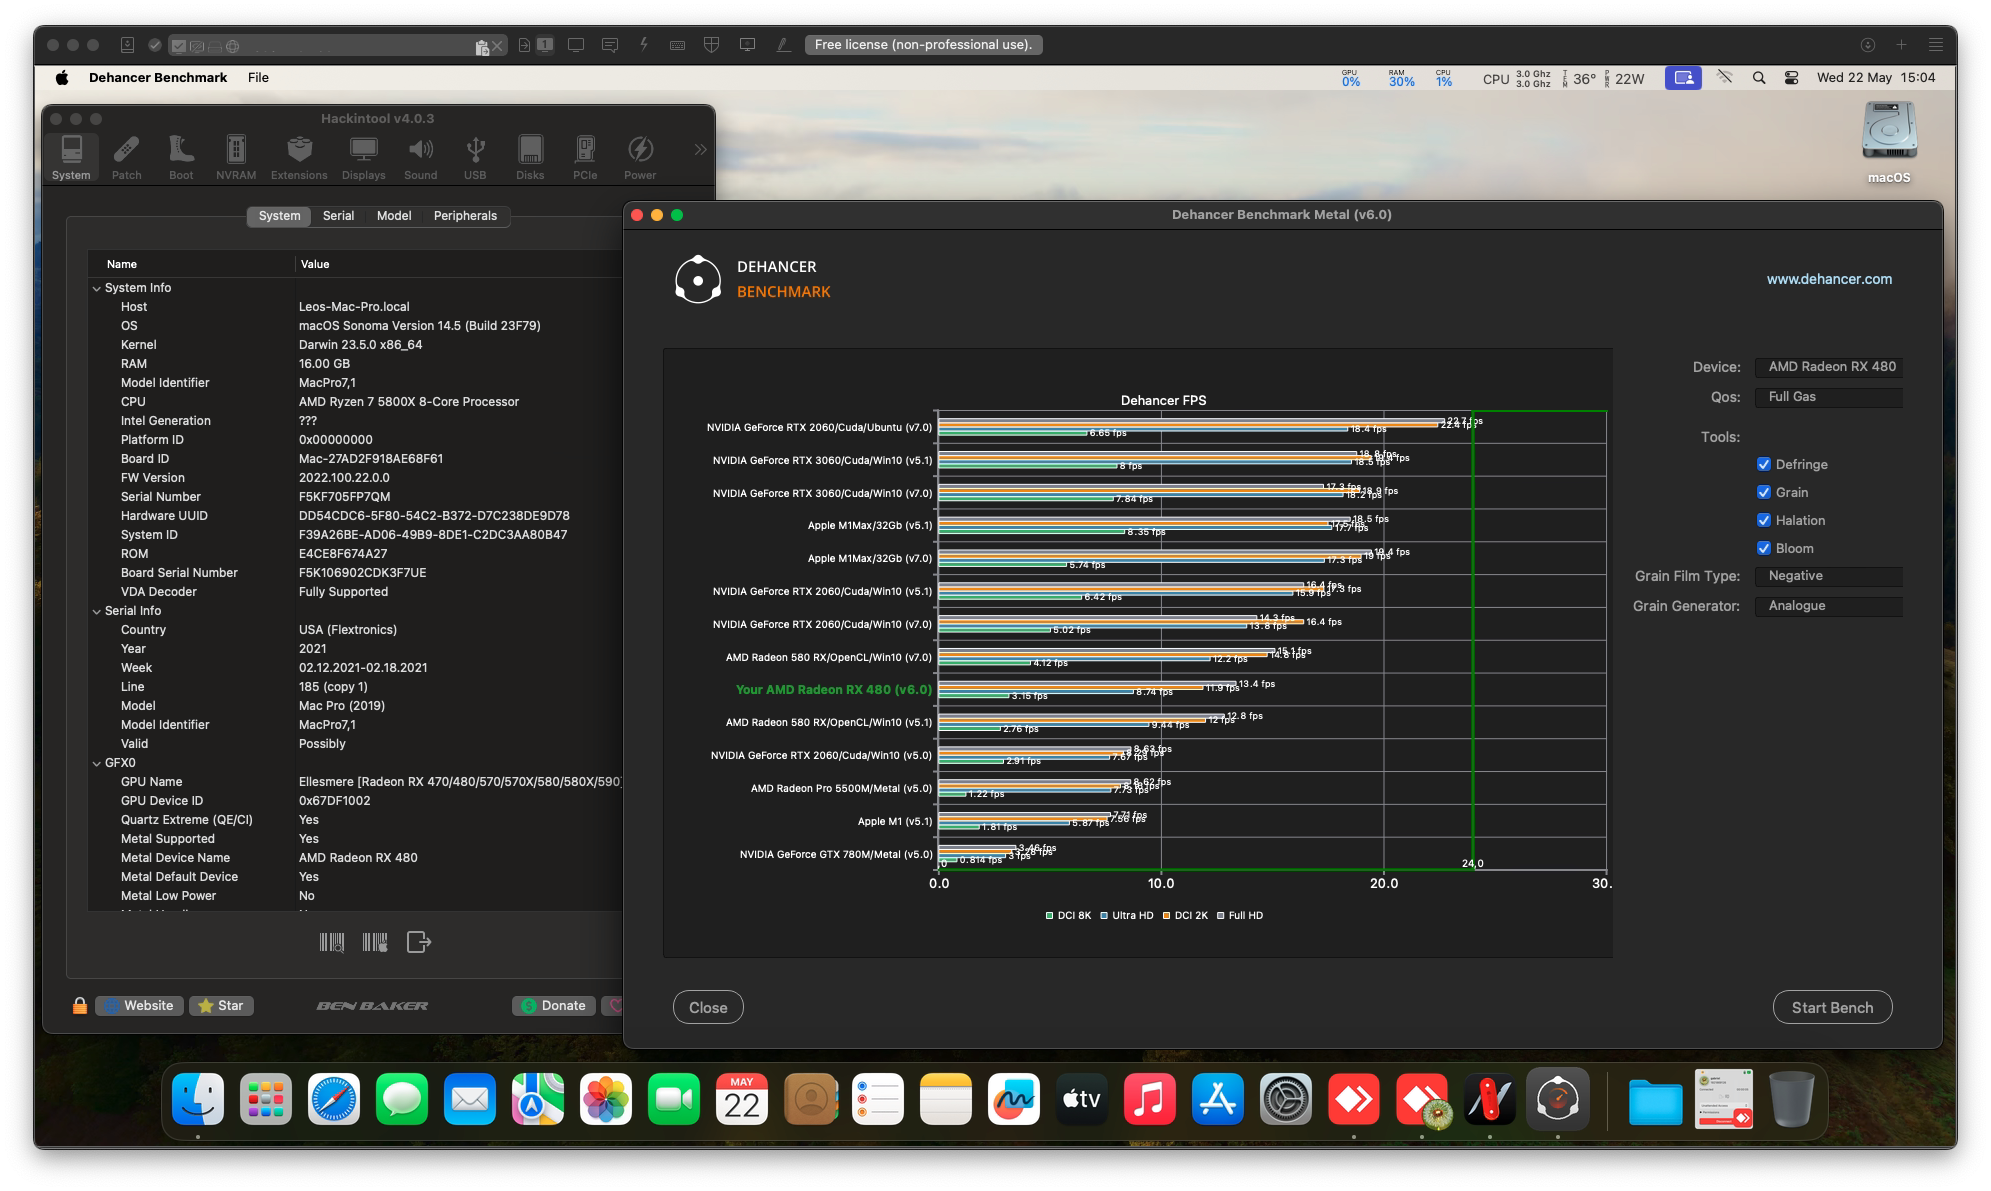 1
Free license (non-professional use).
Dehancer Benchmark File
GPU 0% RAM 30% CPU 1% CPU 3.0 Ghz 3.0 Ghz TEM 36° PWR 22W Wed 22 May 15:04
macOS
Hackintool v4.0.3
System Patch Boot NVRAM Extensions Displays Sound USB Disks PCIe Power
System Serial Model Peripherals
Name Value
System Info
Host Leos-Mac-Pro.local
OS macOS Sonoma Version 14.5 (Build 23F79)
Kernel Darwin 23.5.0 x86_64
RAM 16.00 GB
Model Identifier MacPro7,1
CPU AMD Ryzen 7 5800X 8-Core Processor
Intel Generation ???
Platform ID 0x00000000
Board ID Mac-27AD2F918AE68F61
FW Version 2022.100.22.0.0
Serial Number F5KF705FP7QM
Hardware UUID DD54CDC6-5F80-54C2-B372-D7C238DE9D78
System ID F39A26BE-AD06-49B9-8DE1-C2DC3AA80B47
ROM E4CE8F674A27
Board Serial Number F5K106902CDK3F7UE
VDA Decoder Fully Supported
Serial Info
Country USA (Flextronics)
Year 2021
Week 02.12.2021-02.18.2021
Line 185 (copy 1)
Model Mac Pro (2019)
Model Identifier MacPro7,1
Valid Possibly
GFX0
GPU Name Ellesmere [Radeon RX 470/480/570/570X/580/580X/590]
GPU Device ID 0x67DF1002
Quartz Extreme (QE/CI) Yes
Metal Supported Yes
Metal Device Name AMD Radeon RX 480
Metal Default Device Yes
Metal Low Power No
Website Star BEN BAKER Donate
Dehancer Benchmark Metal (v6.0)
DEHANCER
BENCHMARK
www.dehancer.com
Dehancer FPS
NVIDIA GeForce RTX 2060/Cuda/Ubuntu (v7.0) 22.7 fps 22.4 fps 18.4 fps 6.65 fps
NVIDIA GeForce RTX 3060/Cuda/Win10 (v5.1) 18.8 fps 18.5 fps 8 fps
NVIDIA GeForce RTX 3060/Cuda/Win10 (v7.0) 17.3 fps 18.9 fps 18.2 fps 7.84 fps
Apple M1Max/32Gb (v5.1) 18.5 fps 17.5 fps 17.7 fps 8.35 fps
Apple M1Max/32Gb (v7.0) 19.4 fps 19 fps 17.3 fps 5.74 fps
NVIDIA GeForce RTX 2060/Cuda/Win10 (v5.1) 16.4 fps 17.3 fps 15.9 fps 6.42 fps
NVIDIA GeForce RTX 2060/Cuda/Win10 (v7.0) 14.3 fps 16.4 fps 13.8 fps 5.02 fps
AMD Radeon 580 RX/OpenCL/Win10 (v7.0) 15.1 fps 14.8 fps 12.2 fps 4.12 fps
Your AMD Radeon RX 480 (v6.0) 13.4 fps 11.9 fps 8.74 fps 3.15 fps
AMD Radeon 580 RX/OpenCL/Win10 (v5.1) 12.8 fps 12 fps 9.44 fps 2.76 fps
NVIDIA GeForce RTX 2060/Cuda/Win10 (v5.0) 8.63 fps 8.29 fps 7.67 fps 2.91 fps
AMD Radeon Pro 5500M/Metal (v5.0) 8.62 fps 7.73 fps 1.22 fps
Apple M1 (v5.1) 7.71 fps 7.56 fps 5.87 fps 1.81 fps
NVIDIA GeForce GTX 780M/Metal (v5.0) 3.46 fps 3.28 fps 3 fps 0.814 fps
0 24,0
0.0 10.0 20.0 30.
DCI 8K Ultra HD DCI 2K Full HD
Device: AMD Radeon RX 480
Qos: Full Gas
Tools:
Defringe
Grain
Halation
Bloom
Grain Film Type: Negative
Grain Generator: Analogue
Close Start Bench
MAY
22
tv